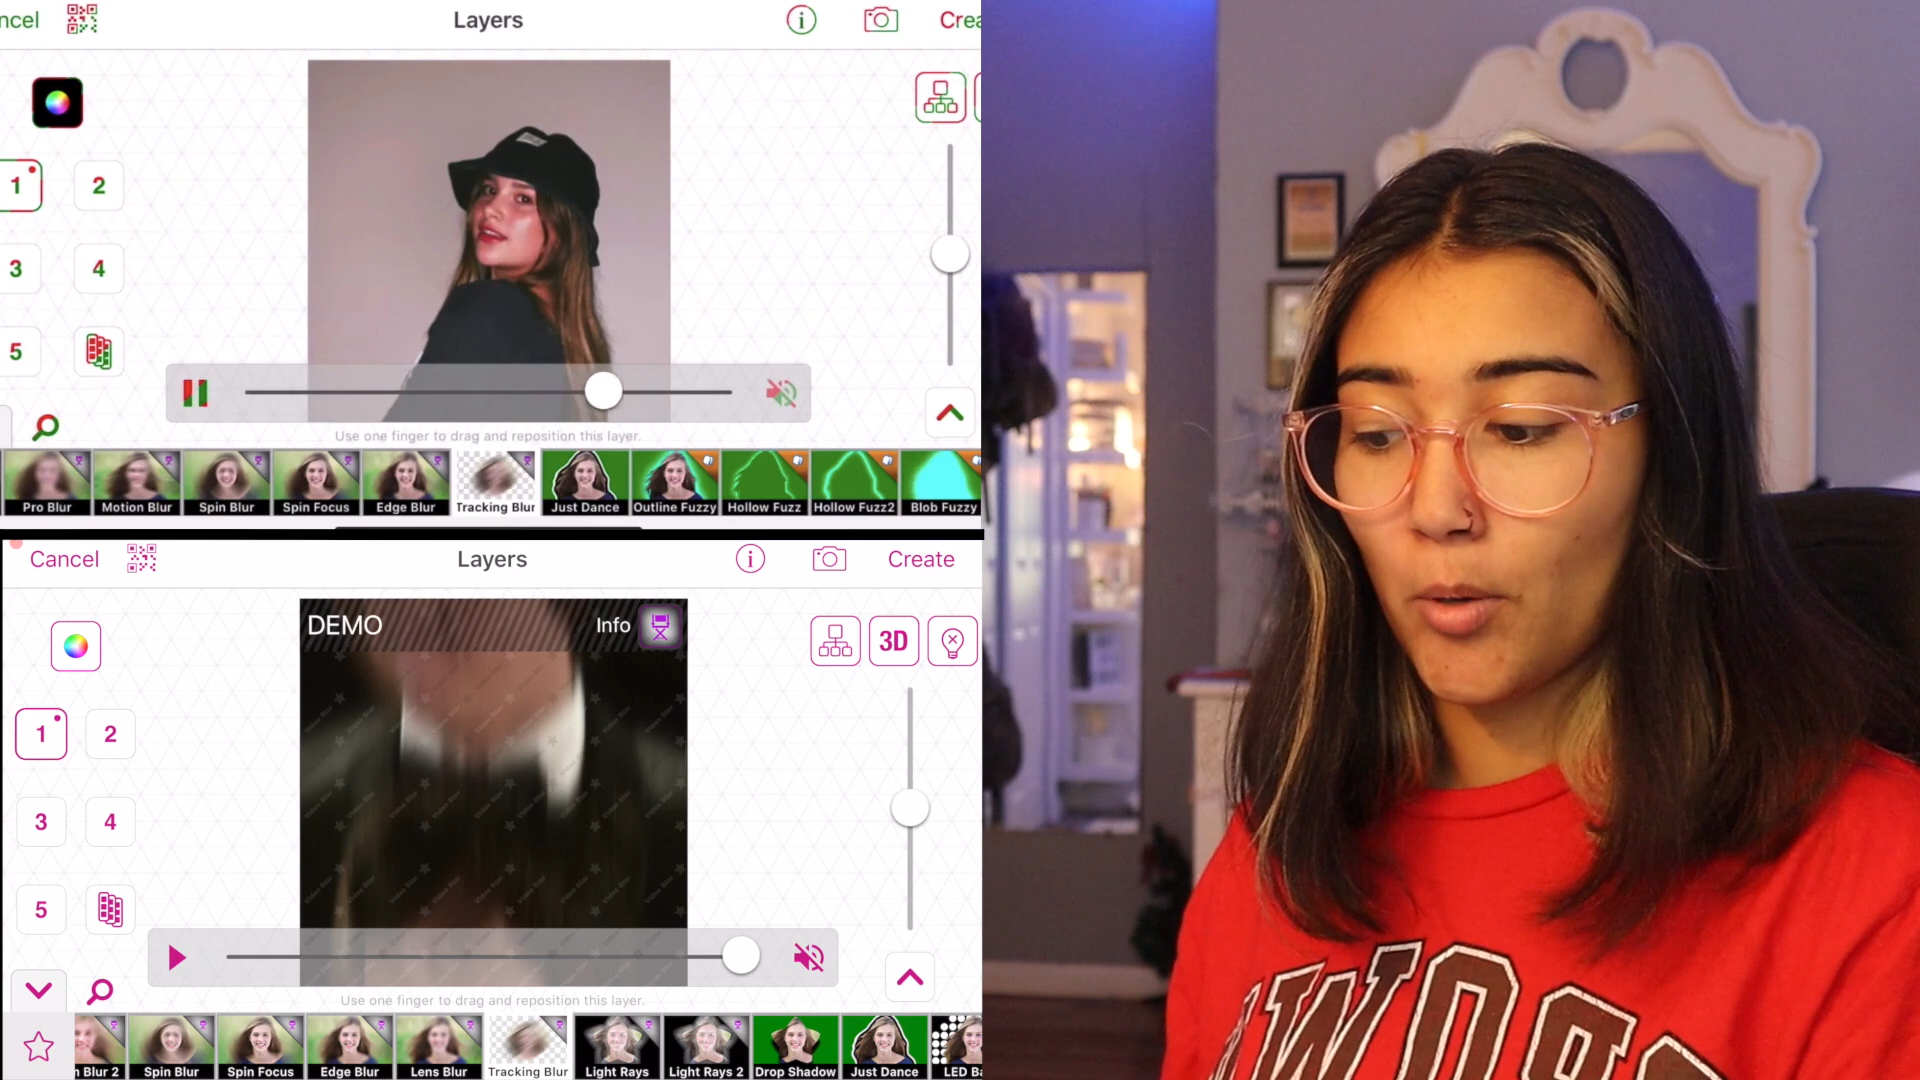 ncel
Layers
Crea
1
2
3
4
5
Use one finger to drag and reposition this layer.
Pro Blur
Motion Blur
Spin Blur
Spin Focus
Edge Blur
Tracking Blur
Just Dance
Outline Fuzzy
Hollow Fuzz
Hollow Fuzz2
Blob Fuzzy
Cancel
Layers
Create
DEMO
Info
3D
1
2
3
4
5
Use one finger to drag and reposition this layer.
n Blur 2
Spin Blur
Spin Focus
Edge Blur
Lens Blur
Tracking Blur
Light Rays
Light Rays 2
Drop Shadow
Just Dance
LED Ba